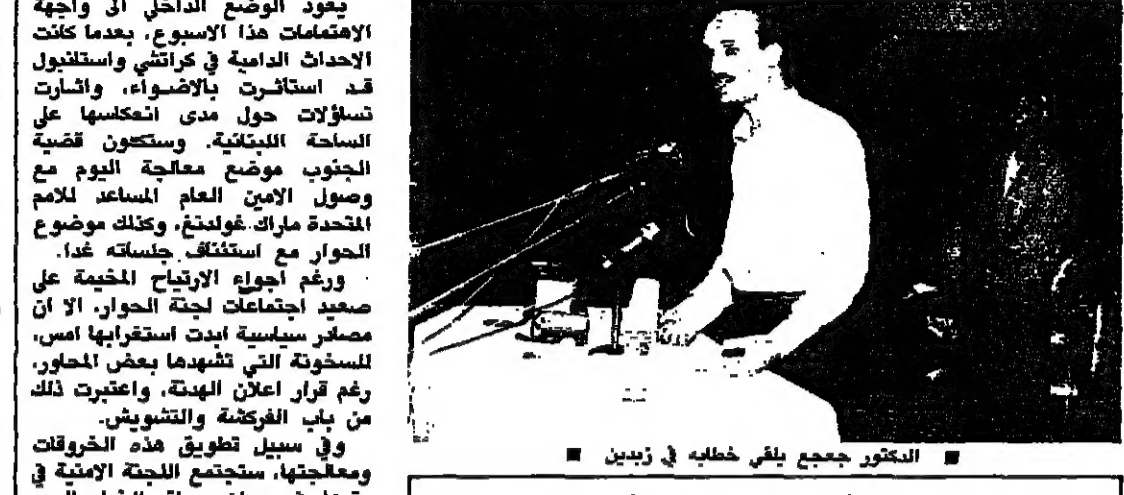 يعود الوضع الداخلي الى واجهة
الاهتمامات هذا الاسبوع، بعدما كانت
الاحداث الدامية في كراتشي واستانبول
قد استأثرت بالاضواء، واثارت
تساؤلات حول مدى انعكاسها على
الساحة اللبنانية. وستكون قضية
الجنوب موضع معالجة اليوم مع
وصول الامين العام المساعد للامم
المتحدة ماراك غولدنغ، وكذلك موضوع
الحوار مع استئناف جلساته غدا.
ورغم اجواء الارتياح المخيمة على
صعيد اجتماعات لجنة الحوار، الا ان
مصادر سياسية ابدت استغرابها امس،
للسخونة التي تشهدها بعض المحاور،
رغم قرار اعلان الهدنة، واعتبرت ذلك
من باب الفركشة والتشويش.
وفي سبيل تطويق هذه الخروقات
ومعالجتها، ستجتمع اللجنة الامنية في
■ الدكتور جعجع يلقي خطابه في زبدين ■